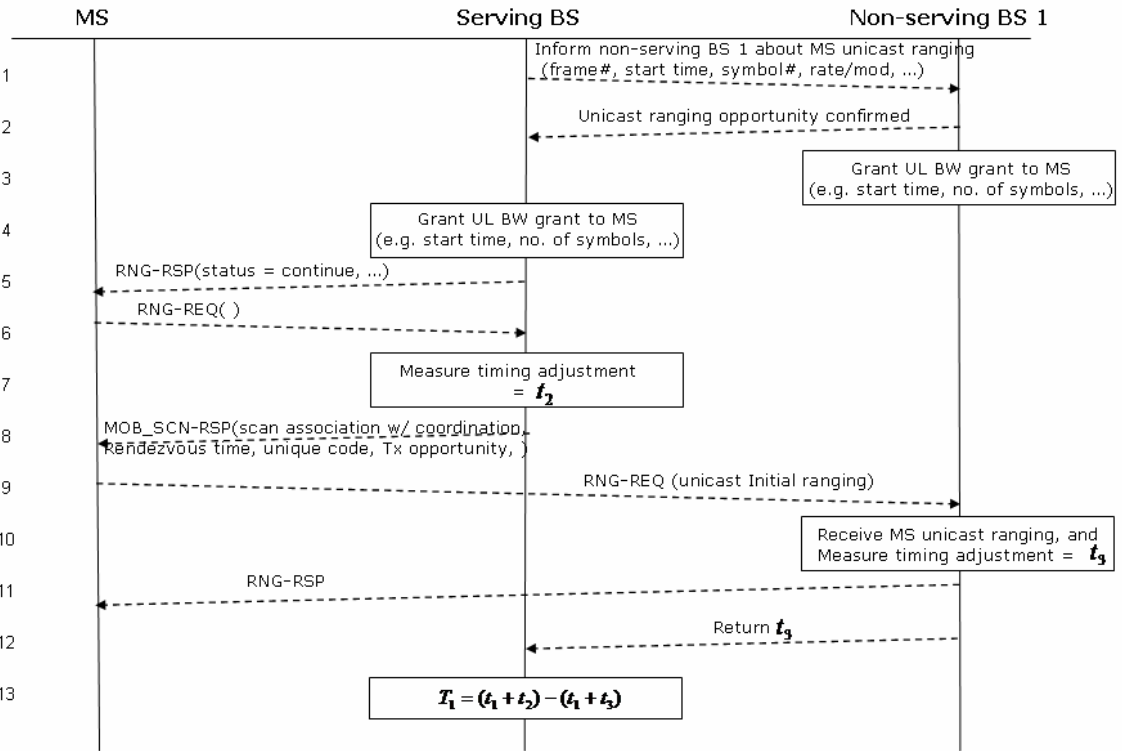 MS Serving BS Non-serving BS 1
Inform non-serving BS 1 about MS unicast ranging
1 (frame#, start time, symbol#, rate/mod, ...)
2 Unicast ranging opportunity confirmed
3 Grant UL BW grant to MS
(e.g. start time, no. of symbols, ...)
4 Grant UL BW grant to MS
(e.g. start time, no. of symbols, ...)
5 RNG-RSP(status = continue, ...)
RNG-REQ( )
6
7 Measure timing adjustment
= t₂
8 MOB_SCN-RSP(scan association w/ coordination,
Rendezvous time, unique code, Tx opportunity, )
9 RNG-REQ (unicast Initial ranging)
10 Receive MS unicast ranging, and
Measure timing adjustment = t₃
11 RNG-RSP
12 Return t₃
13 T₁ = (t₁ + t₂) − (t₁ + t₃)